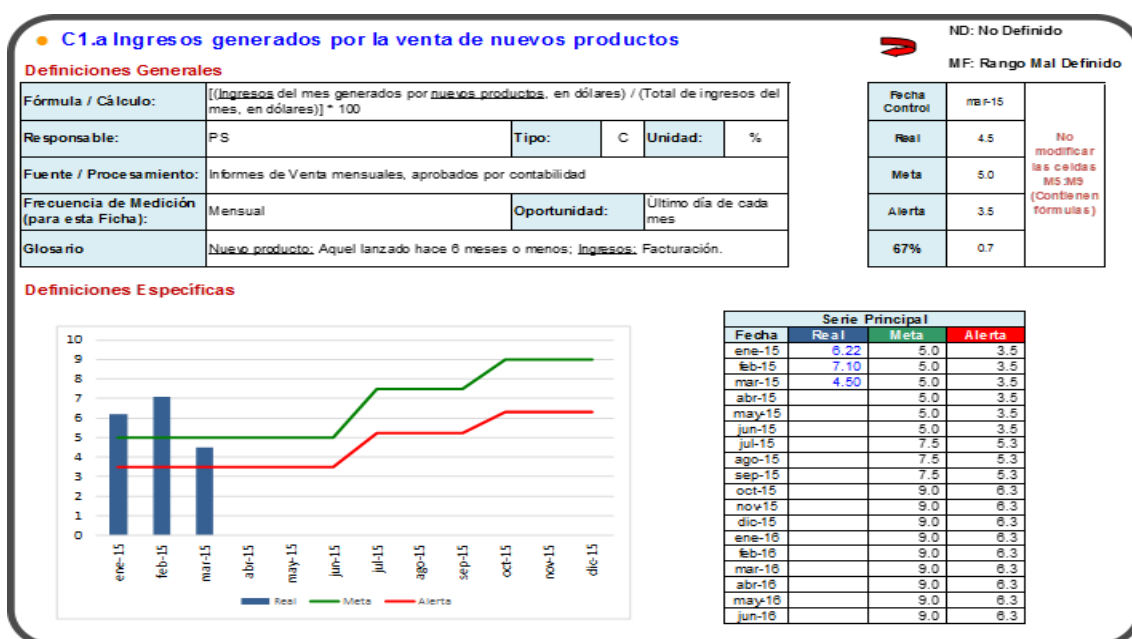 C1.a Ingresos generados por la venta de nuevos productos
ND: No Definido
MF: Rango Mal Definido
Definiciones Generales
Fórmula / Cálculo:
[(Ingresos del mes generados por nuevos productos, en dólares) / (Total de ingresos del
mes, en dólares)] * 100
Responsable:
PS
Tipo:
C
Unidad:
%
Fuente / Procesamiento:
Informes de Venta mensuales, aprobados por contabilidad
Frecuencia de Medición
(para esta Ficha):
Mensual
Oportunidad:
Último día de cada
mes
Glosario
Nuevo producto: Aquel lanzado hace 6 meses o menos; Ingresos: Facturación.
Fecha
Control
mar-15
Real
4.5
Meta
5.0
Alerta
3.5
67%
0.7
No
modificar
las celdas
M5:M9
(Contienen
fórmulas)
Definiciones Específicas
10
9
8
7
6
5
4
3
2
1
0
ene-15
feb-15
mar-15
abr-15
may-15
jun-15
jul-15
ago-15
sep-15
oct-15
nov-15
dic-15
Real
Meta
Alerta
Serie Principal
Fecha Real Meta Alerta
ene-15 6.22 5.0 3.5
feb-15 7.10 5.0 3.5
mar-15 4.50 5.0 3.5
abr-15 5.0 3.5
may-15 5.0 3.5
jun-15 5.0 3.5
jul-15 7.5 5.3
ago-15 7.5 5.3
sep-15 7.5 5.3
oct-15 9.0 6.3
nov-15 9.0 6.3
dic-15 9.0 6.3
ene-16 9.0 6.3
feb-16 9.0 6.3
mar-16 9.0 6.3
abr-16 9.0 6.3
may-16 9.0 6.3
jun-16 9.0 6.3